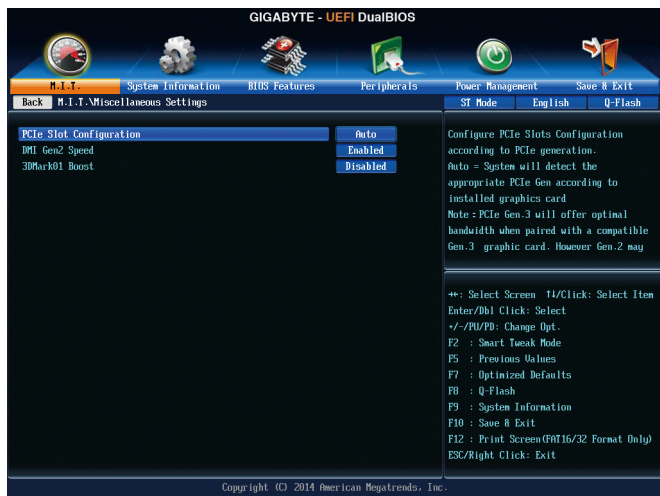 GIGABYTE - UEFI DualBIOS
M.I.T. System Information BIOS Features Peripherals Power Management Save & Exit
Back M.I.T.\Miscellaneous Settings ST Mode English Q-Flash
PCIe Slot Configuration Auto
DMI Gen2 Speed Enabled
3DMark01 Boost Disabled
Configure PCIe Slots Configuration
according to PCIe generation.
Auto = System will detect the
appropriate PCIe Gen according to
installed graphics card
Note : PCIe Gen.3 will offer optimal
bandwidth when paired with a compatible
Gen.3 graphic card. However Gen.2 may
→←: Select Screen ↑↓/Click: Select Item
Enter/Dbl Click: Select
+/-/PU/PD: Change Opt.
F2 : Smart Tweak Mode
F5 : Previous Values
F7 : Optimized Defaults
F8 : Q-Flash
F9 : System Information
F10 : Save & Exit
F12 : Print Screen(FAT16/32 Format Only)
ESC/Right Click: Exit
Copyright (C) 2014 American Megatrends, Inc.